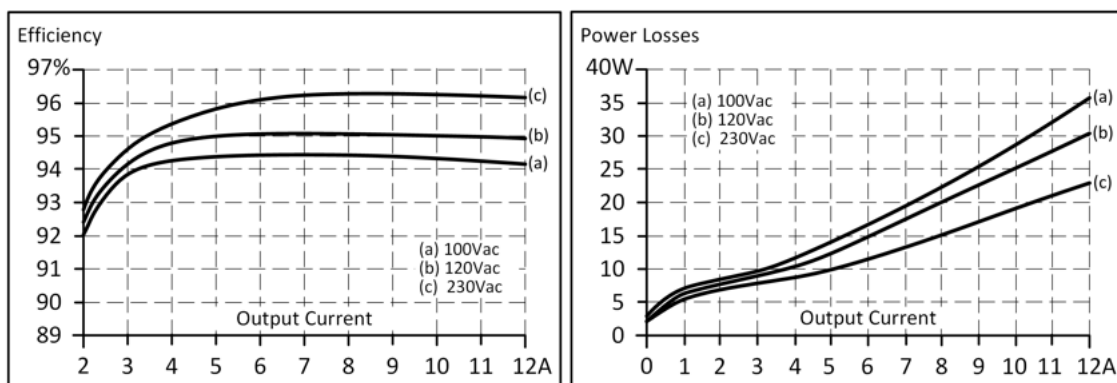 Efficiency
97%
96
95
94
93
92
91
90
89
(c)
(b)
(a)
(a) 100Vac
(b) 120Vac
(c) 230Vac
Output Current
2 3 4 5 6 7 8 9 10 11 12A
Power Losses
40W
35
30
25
20
15
10
5
0
(a) 100Vac
(b) 120Vac
(c) 230Vac
(a)
(b)
(c)
Output Current
0 1 2 3 4 5 6 7 8 9 10 11 12A